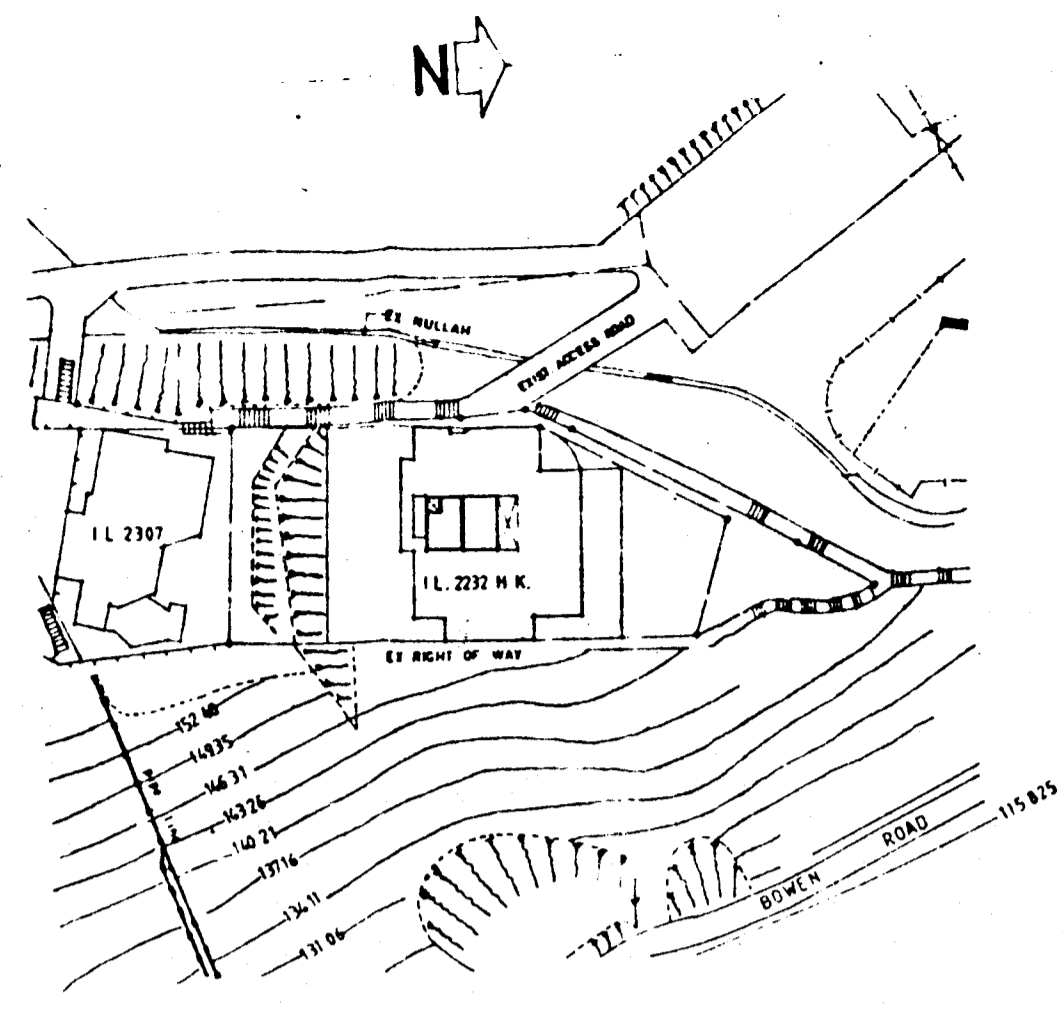 N
EX NULLAH
EXIST. ACCESS ROAD
I L 2307
I L. 2232 H K.
EX RIGHT OF WAY
152 40
149.35
146 31
143 26
140 21
137.16
134 11
131 06
BOWEN ROAD
115 825